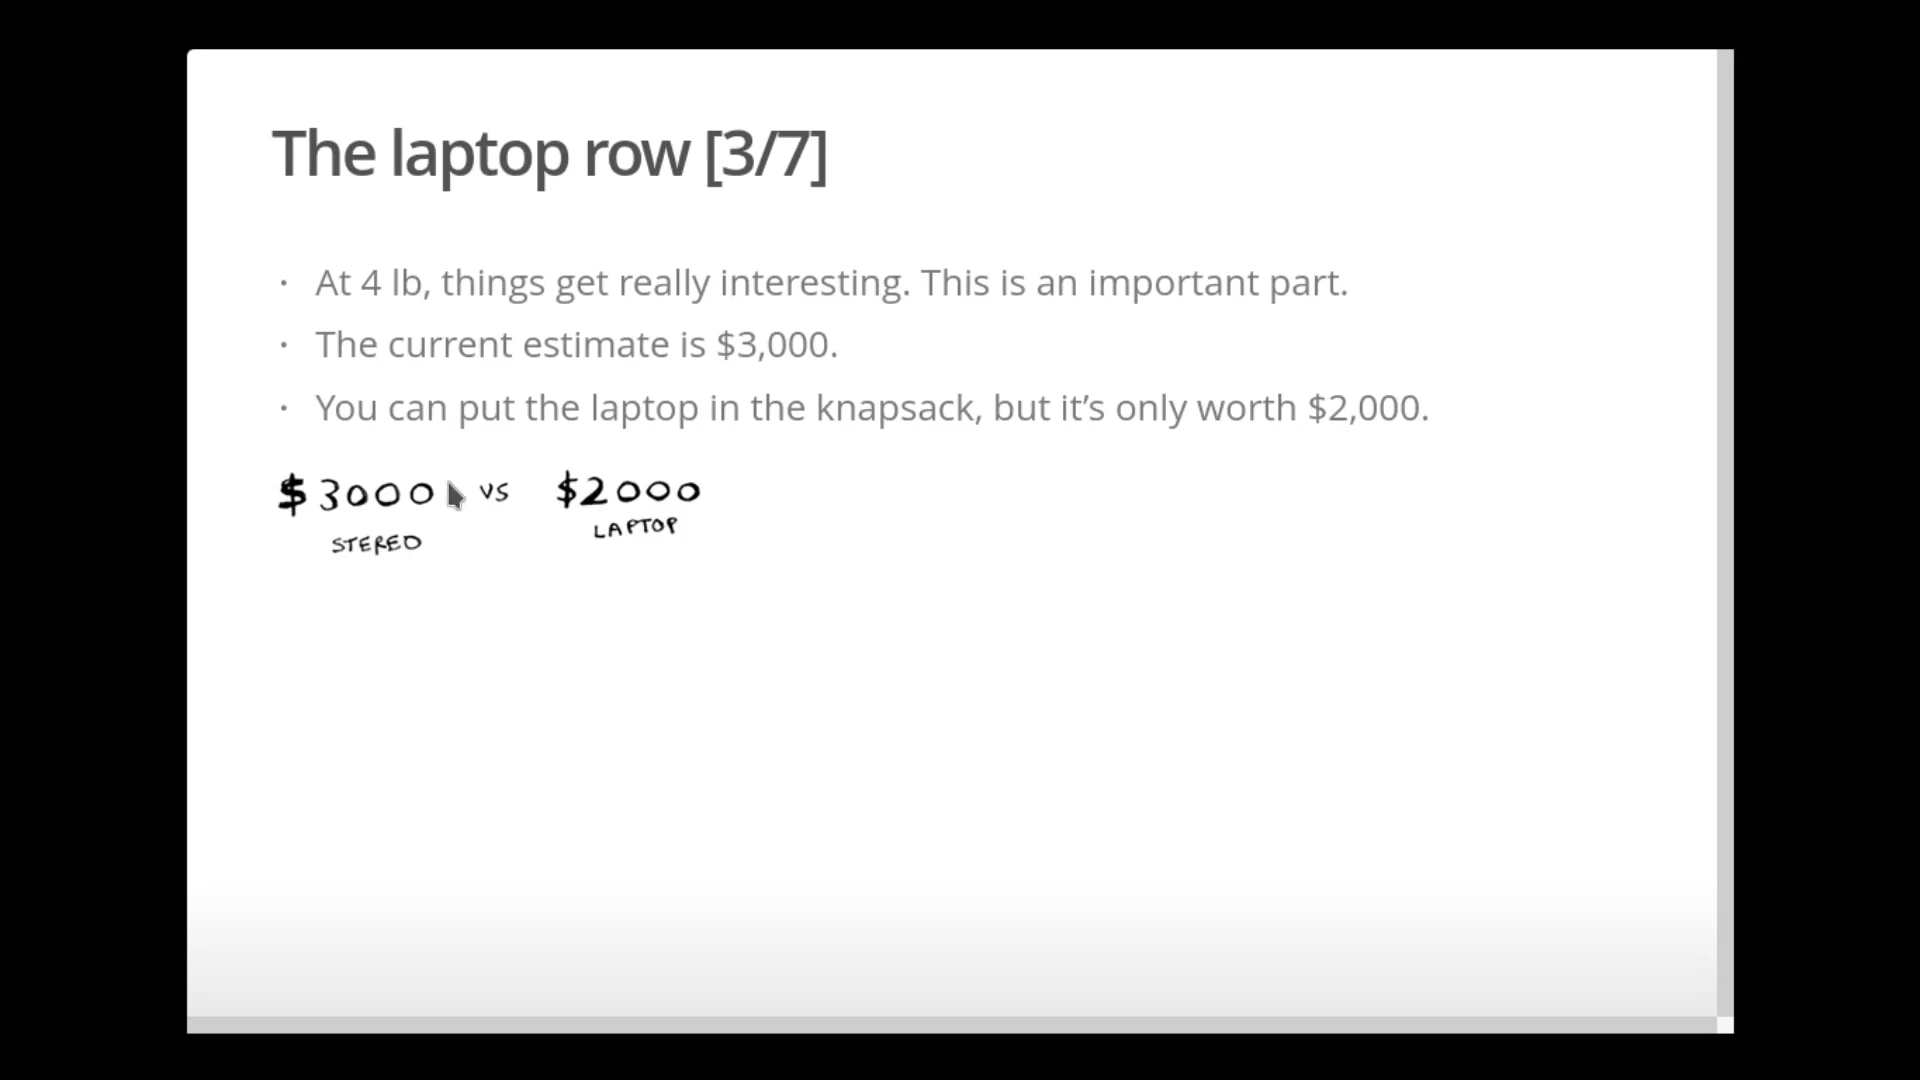 The laptop row [3/7]
· At 4 lb, things get really interesting. This is an important part.
· The current estimate is $3,000.
· You can put the laptop in the knapsack, but it’s only worth $2,000.
$3000 vs $2000
STEREO LAPTOP